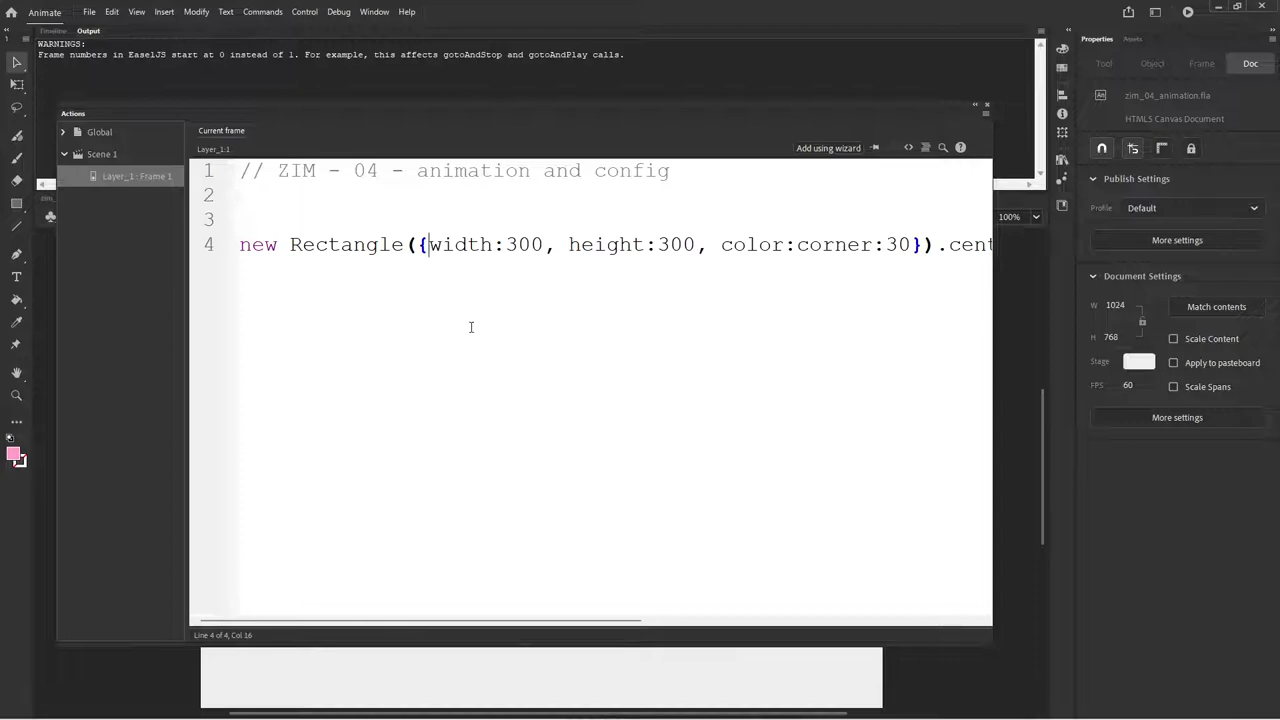 Animate File Edit View Insert Modify Text Commands Control Debug Window Help
Timeline Output
WARNINGS:
Frame numbers in EaselJS start at 0 instead of 1. For example, this affects gotoAndStop and gotoAndPlay calls.
Actions
Global
Scene 1
Layer_1 : Frame 1
Current frame
Layer_1:1
Add using wizard
1 // ZIM - 04 - animation and config
2
3
4 new Rectangle({width:300, height:300, color:corner:30}).cent
Line 4 of 4, Col 16
100%
Properties Assets
Tool Object Frame Doc
zim_04_animation.fla
HTML5 Canvas Document
Publish Settings
Profile Default
More settings
Document Settings
W 1024
Match contents
H 768
Scale Content
Stage
Apply to pasteboard
FPS 60
Scale Spans
More settings